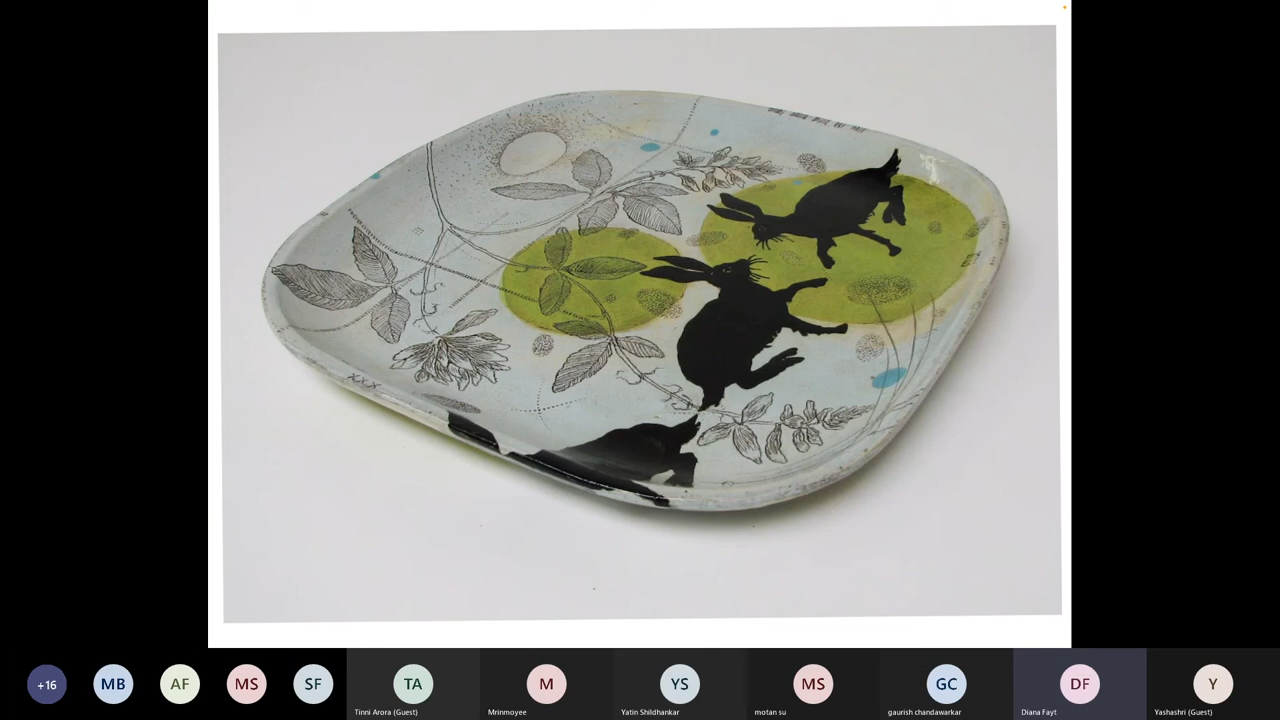 XXX
+16
MB
AF
MS
SF
TA
M
YS
MS
GC
DF
Y
Tinni Arora (Guest)
Mrinmoyee
Yatin Shildhankar
motan su
gaurish chandawarkar
Diana Fayt
Yashashri (Guest)